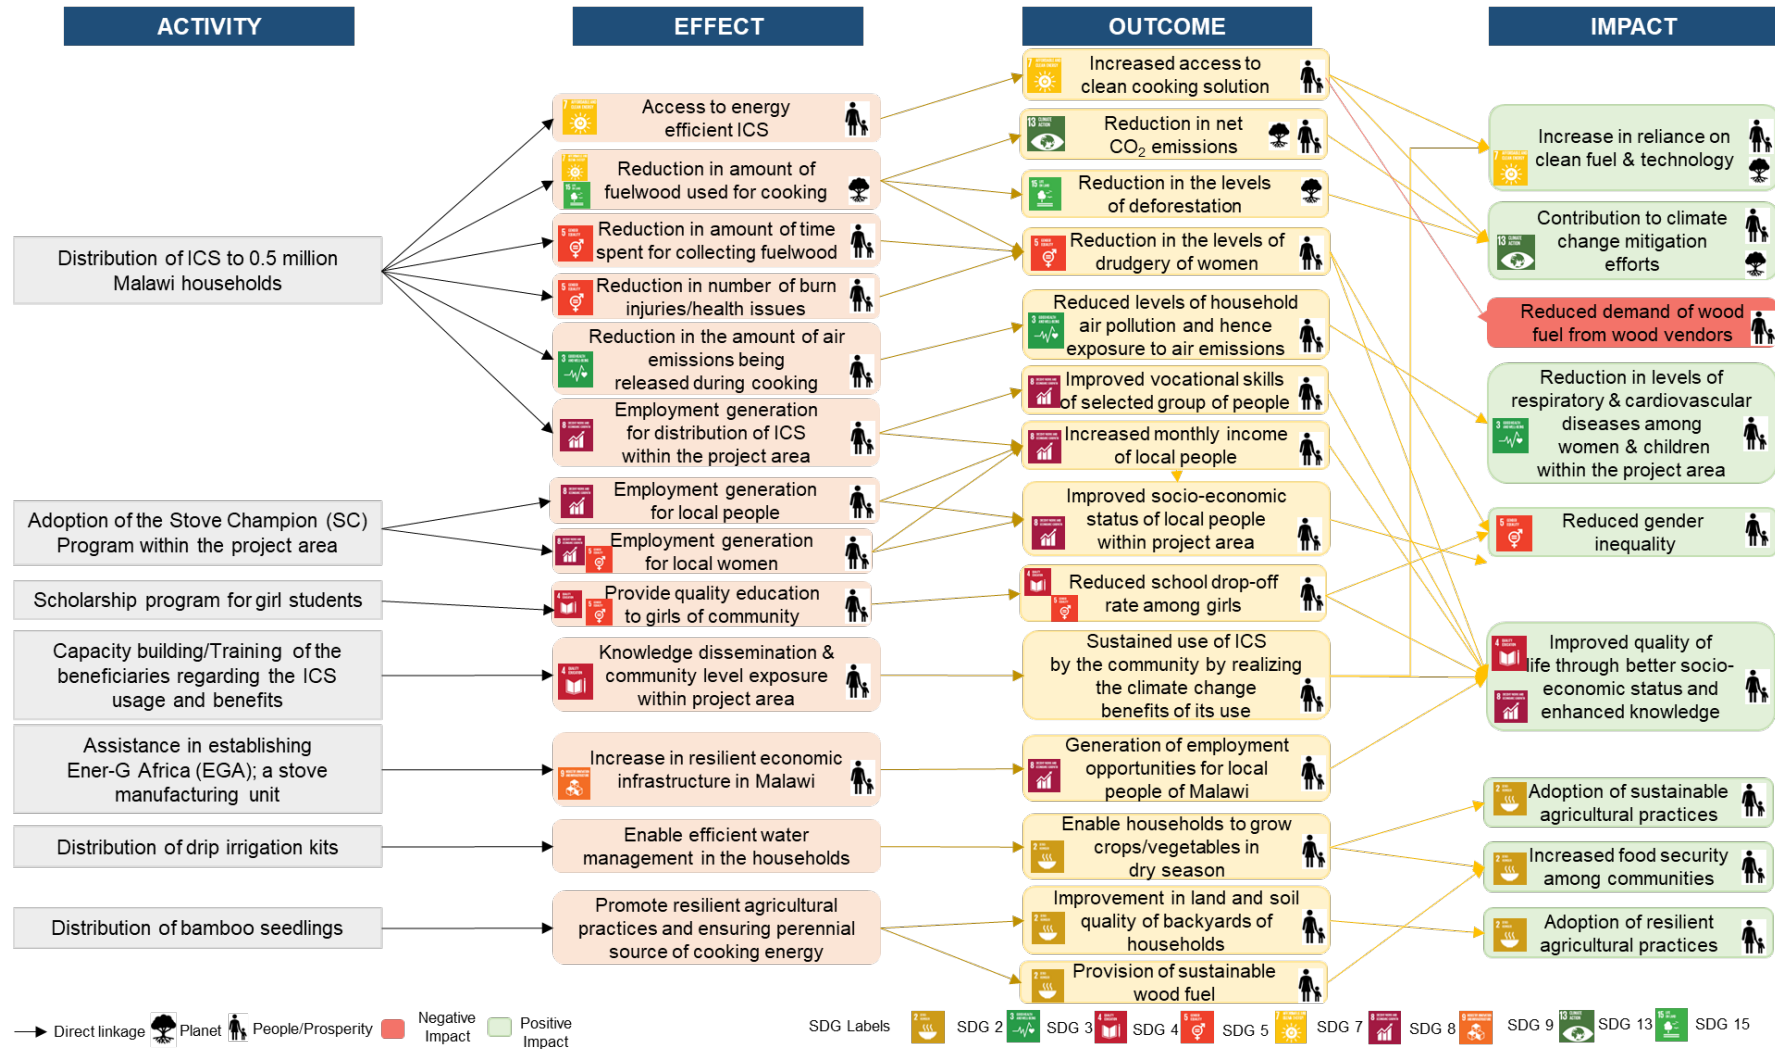 ACTIVITY
EFFECT
OUTCOME
IMPACT
Distribution of ICS to 0.5 million
Malawi households
Adoption of the Stove Champion (SC)
Program within the project area
Scholarship program for girl students
Capacity building/Training of the
beneficiaries regarding the ICS
usage and benefits
Assistance in establishing
Ener-G Africa (EGA); a stove
manufacturing unit
Distribution of drip irrigation kits
Distribution of bamboo seedlings
Access to energy
efficient ICS
Reduction in amount of
fuelwood used for cooking
Reduction in amount of time
spent for collecting fuelwood
Reduction in number of burn
injuries/health issues
Reduction in the amount of air
emissions being
released during cooking
Employment generation
for distribution of ICS
within the project area
Employment generation
for local people
Employment generation
for local women
Provide quality education
to girls of community
Knowledge dissemination &
community level exposure
within project area
Increase in resilient economic
infrastructure in Malawi
Enable efficient water
management in the households
Promote resilient agricultural
practices and ensuring perennial
source of cooking energy
Increased access to
clean cooking solution
Reduction in net
CO₂ emissions
Reduction in the levels
of deforestation
Reduction in the levels of
drudgery of women
Reduced levels of household
air pollution and hence
exposure to air emissions
Improved vocational skills
of selected group of people
Increased monthly income
of local people
Improved socio-economic
status of local people
within project area
Reduced school drop-off
rate among girls
Sustained use of ICS
by the community by realizing
the climate change
benefits of its use
Generation of employment
opportunities for local
people of Malawi
Enable households to grow
crops/vegetables in
dry season
Improvement in land and soil
quality of backyards of
households
Provision of sustainable
wood fuel
Increase in reliance on
clean fuel & technology
Contribution to climate
change mitigation
efforts
Reduced demand of wood
fuel from wood vendors
Reduction in levels of
respiratory & cardiovascular
diseases among
women & children
within the project area
Reduced gender
inequality
Improved quality of
life through better socio-
economic status and
enhanced knowledge
Adoption of sustainable
agricultural practices
Increased food security
among communities
Adoption of resilient
agricultural practices
Direct linkage
Planet
People/Prosperity
Negative
Impact
Positive
Impact
SDG Labels
SDG 2
SDG 3
SDG 4
SDG 5
SDG 7
SDG 8
SDG 9
SDG 13
SDG 15